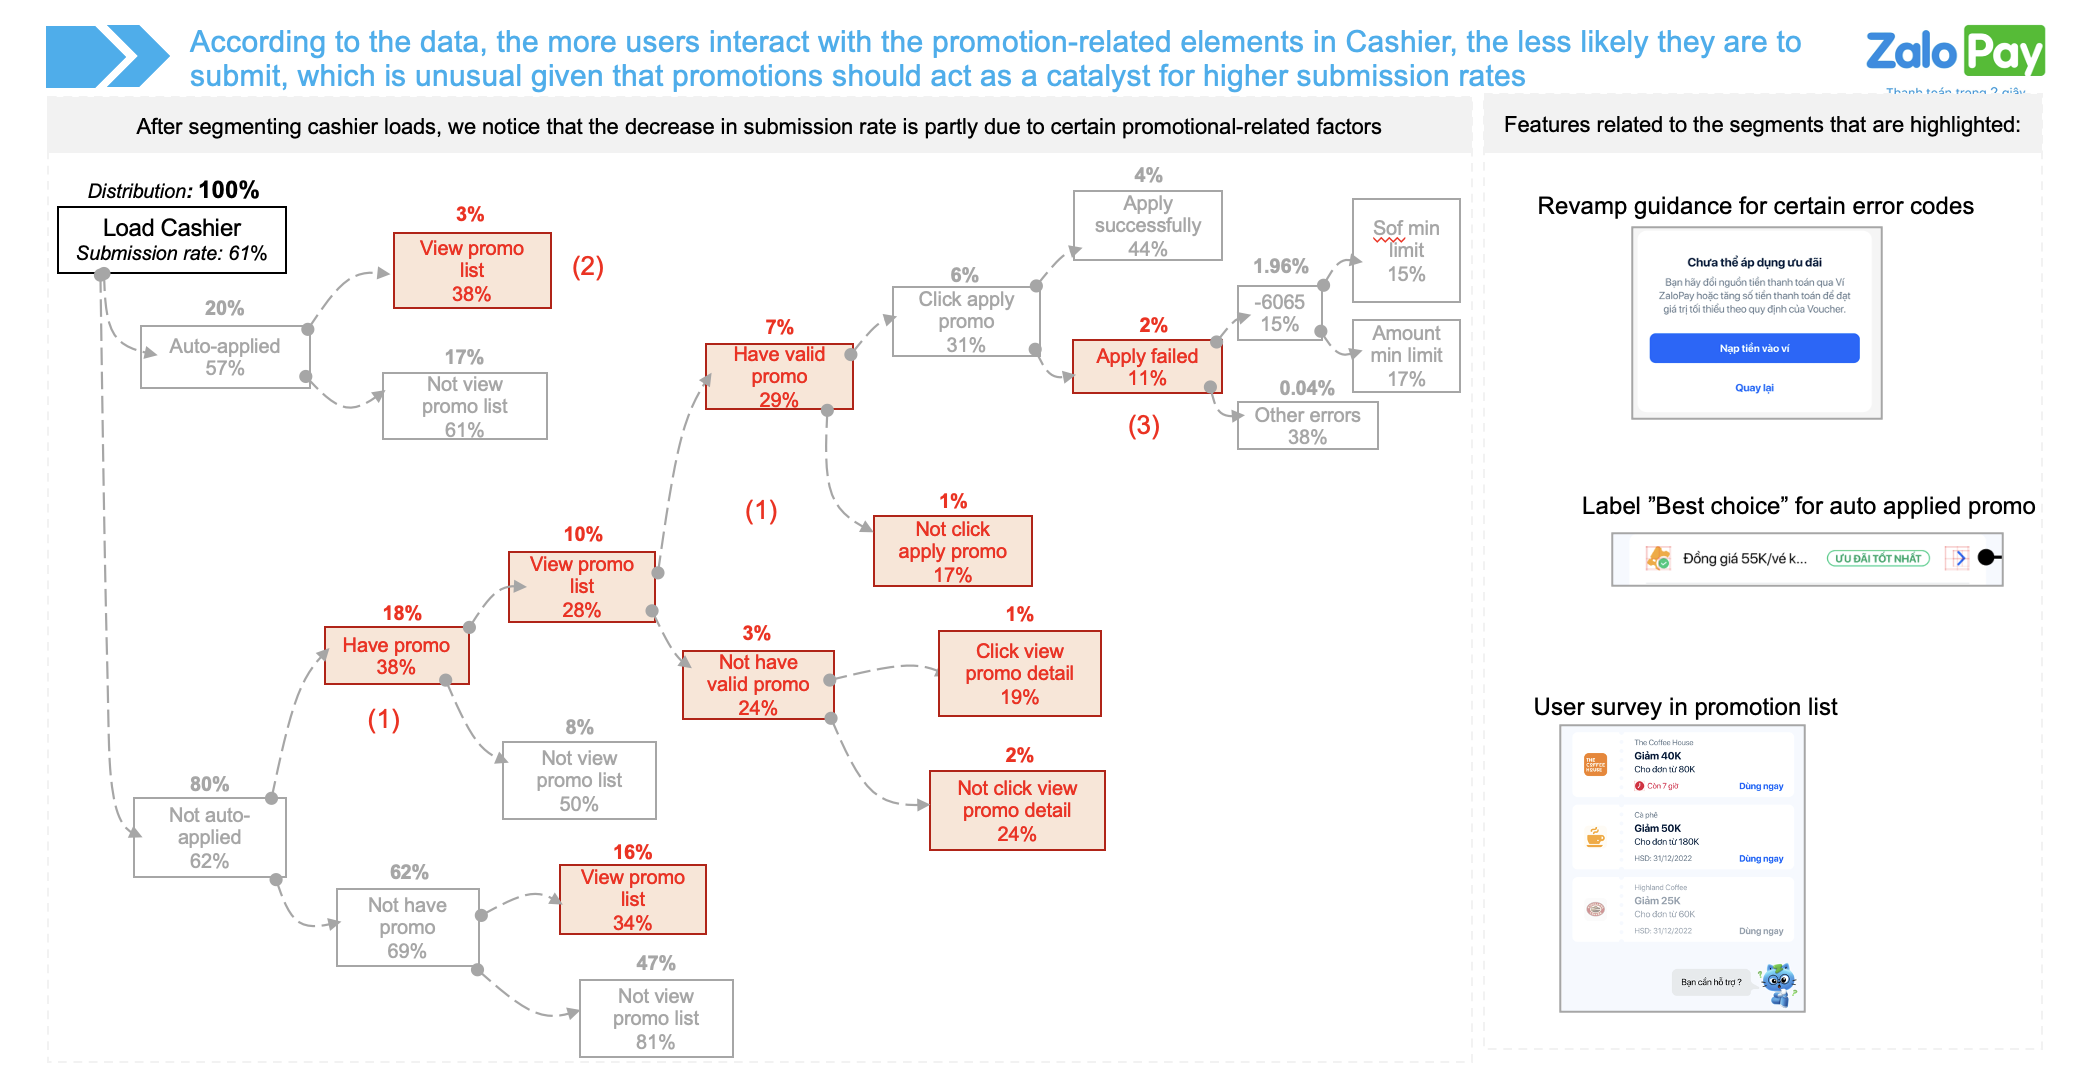 According to the data, the more users interact with the promotion-related elements in Cashier, the less likely they are to
submit, which is unusual given that promotions should act as a catalyst for higher submission rates
Zalo Pay
Thanh toán trong 2 giây
After segmenting cashier loads, we notice that the decrease in submission rate is partly due to certain promotional-related factors
Distribution: 100%
Load Cashier
Submission rate: 61%
20%
Auto-applied
57%
3%
View promo
list
38%
(2)
17%
Not view
promo list
61%
80%
Not auto-
applied
62%
18%
Have promo
38%
(1)
10%
View promo
list
28%
8%
Not view
promo list
50%
7%
Have valid
promo
29%
(1)
6%
Click apply
promo
31%
4%
Apply
successfully
44%
2%
Apply failed
11%
(3)
1.96%
-6065
15%
Sof min
limit
15%
Amount
min limit
17%
0.04%
Other errors
38%
1%
Not click
apply promo
17%
3%
Not have
valid promo
24%
1%
Click view
promo detail
19%
2%
Not click view
promo detail
24%
62%
Not have
promo
69%
16%
View promo
list
34%
47%
Not view
promo list
81%
Features related to the segments that are highlighted:
Revamp guidance for certain error codes
Chưa thể áp dụng ưu đãi
Bạn hãy đổi nguồn tiền thanh toán qua Ví
ZaloPay hoặc tăng số tiền thanh toán để đạt
giá trị tối thiểu theo quy định của Voucher.
Nạp tiền vào ví
Quay lại
Label ”Best choice” for auto applied promo
Đồng giá 55K/vé k...
ƯU ĐÃI TỐT NHẤT
User survey in promotion list
THE
COFFEE
HOUSE
The Coffee House
Giảm 40K
Cho đơn từ 80K
Còn 7 giờ
Dùng ngay
Cà phê
Giảm 50K
Cho đơn từ 180K
HSD: 31/12/2022
Dùng ngay
Highland Coffee
Giảm 25K
Cho đơn từ 60K
HSD: 31/12/2022
Dùng ngay
Bạn cần hỗ trợ ?